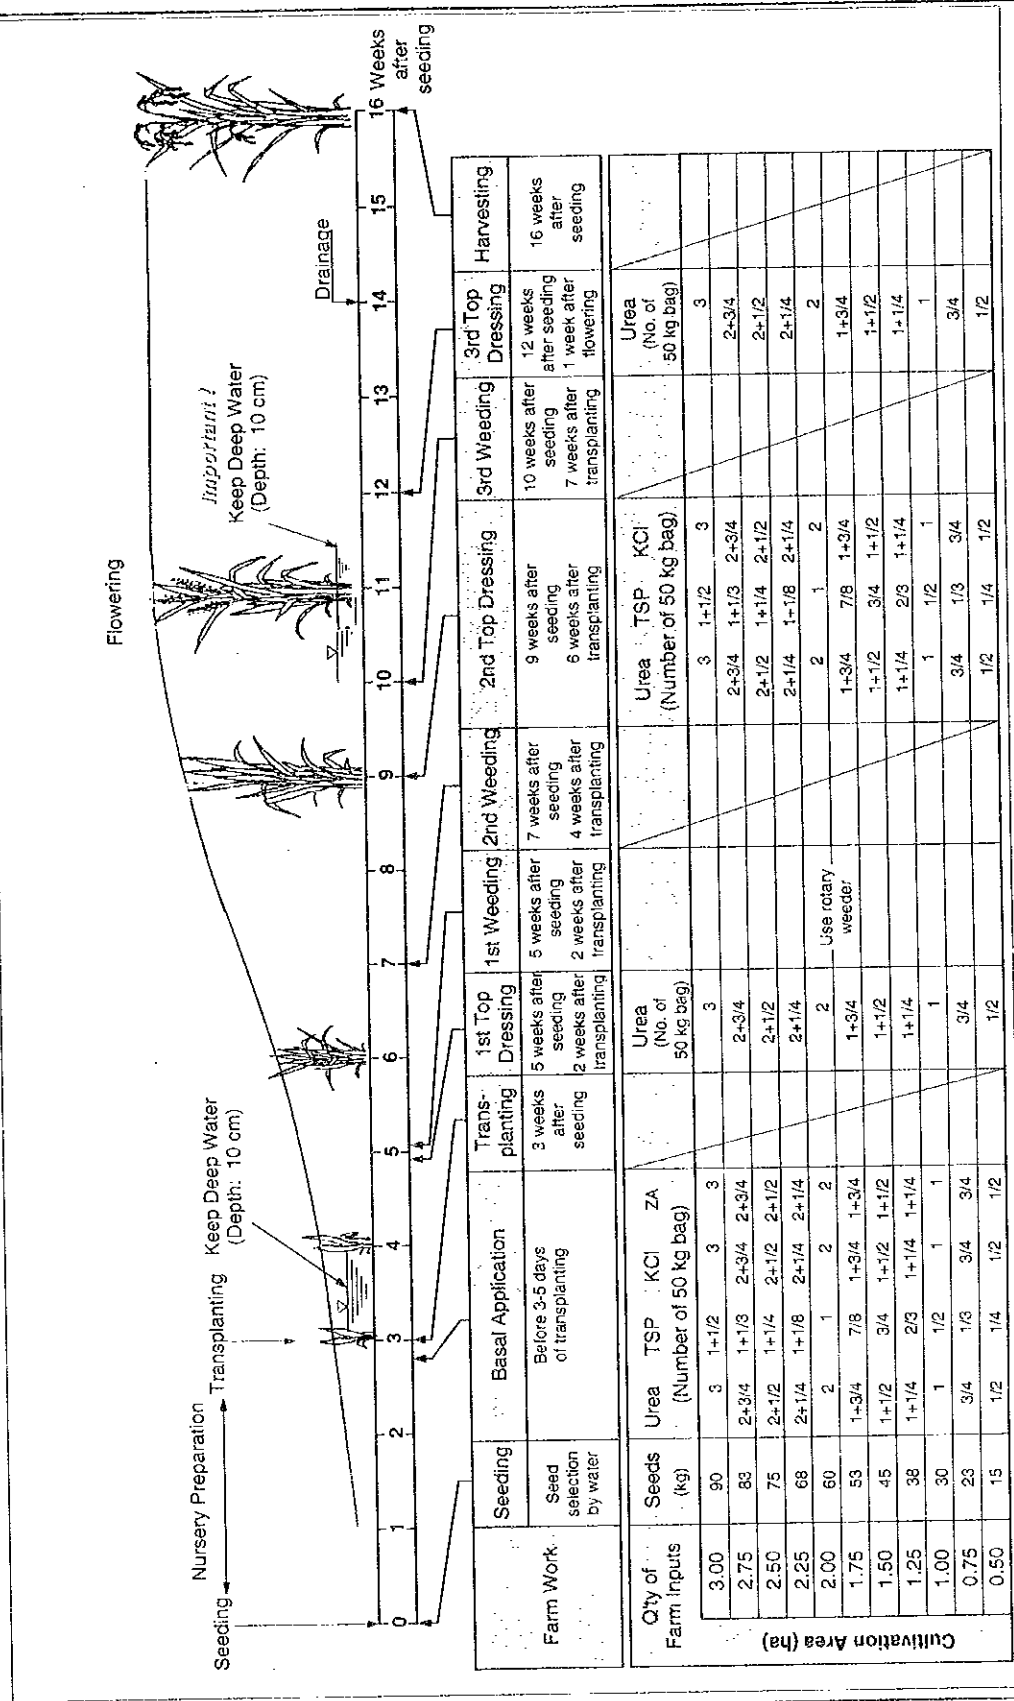 Flowering
Nursery Preparation
Seeding
Transplanting
Keep Deep Water
(Depth: 10 cm)
Important !
Keep Deep Water
(Depth: 10 cm)
Drainage
0 1 2 3 4 5 6 7 8 9 10 11 12 13 14 15 16 Weeks
after
seeding
Farm Work
Seeding
Basal Application
Trans-
planting
1st Top
Dressing
1st Weeding
2nd Weeding
2nd Top Dressing
3rd Weeding
3rd Top
Dressing
Harvesting
Seed
selection
by water
Before 3-5 days
of transplanting
3 weeks
after
seeding
5 weeks after
seeding
2 weeks after
transplanting
5 weeks after
seeding
2 weeks after
transplanting
7 weeks after
seeding
4 weeks after
transplanting
9 weeks after
seeding
6 weeks after
transplanting
10 weeks after
seeding
7 weeks after
transplanting
12 weeks
after seeding
1 week after
flowering
16 weeks
after
seeding
Q'ty of
Farm Inputs
Seeds
(kg)
Urea TSP KCl ZA
(Number of 50 kg bag)
Urea
(No. of
50 kg bag)
Urea TSP KCl
(Number of 50 kg bag)
Urea
(No. of
50 kg bag)
Cultivation Area (ha)
3.00 90 3 1+1/2 3 3 3 3 1+1/2 3 3
2.75 83 2+3/4 1+1/3 2+3/4 2+3/4 2+3/4 2+3/4 1+1/3 2+3/4 2+3/4
2.50 75 2+1/2 1+1/4 2+1/2 2+1/2 2+1/2 2+1/2 1+1/4 2+1/2 2+1/2
2.25 68 2+1/4 1+1/8 2+1/4 2+1/4 2+1/4 2+1/4 1+1/8 2+1/4 2+1/4
2.00 60 2 1 2 2 2 Use rotary 2 1 2 2
1.75 53 1+3/4 7/8 1+3/4 1+3/4 1+3/4 weeder 1+3/4 7/8 1+3/4 1+3/4
1.50 45 1+1/2 3/4 1+1/2 1+1/2 1+1/2 1+1/2 3/4 1+1/2 1+1/2
1.25 38 1+1/4 2/3 1+1/4 1+1/4 1+1/4 1+1/4 2/3 1+1/4 1+1/4
1.00 30 1 1/2 1 1 1 1 1/2 1 1
0.75 23 3/4 1/3 3/4 3/4 3/4 3/4 1/3 3/4 3/4
0.50 15 1/2 1/4 1/2 1/2 1/2 1/2 1/4 1/2 1/2